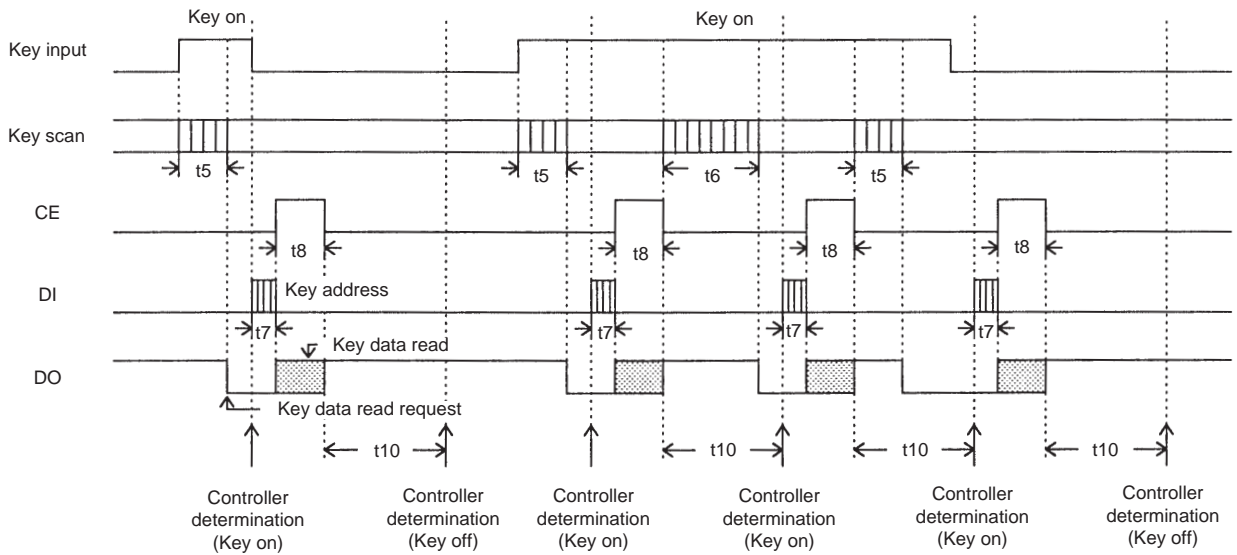 Key on
Key on
Key input
Key scan
t5
t5
t6
t5
CE
t8
t8
t8
t8
DI
Key address
t7
t7
t7
t7
Key data read
DO
Key data read request
t10
t10
t10
t10
Controller
determination
(Key on)
Controller
determination
(Key off)
Controller
determination
(Key on)
Controller
determination
(Key on)
Controller
determination
(Key on)
Controller
determination
(Key off)